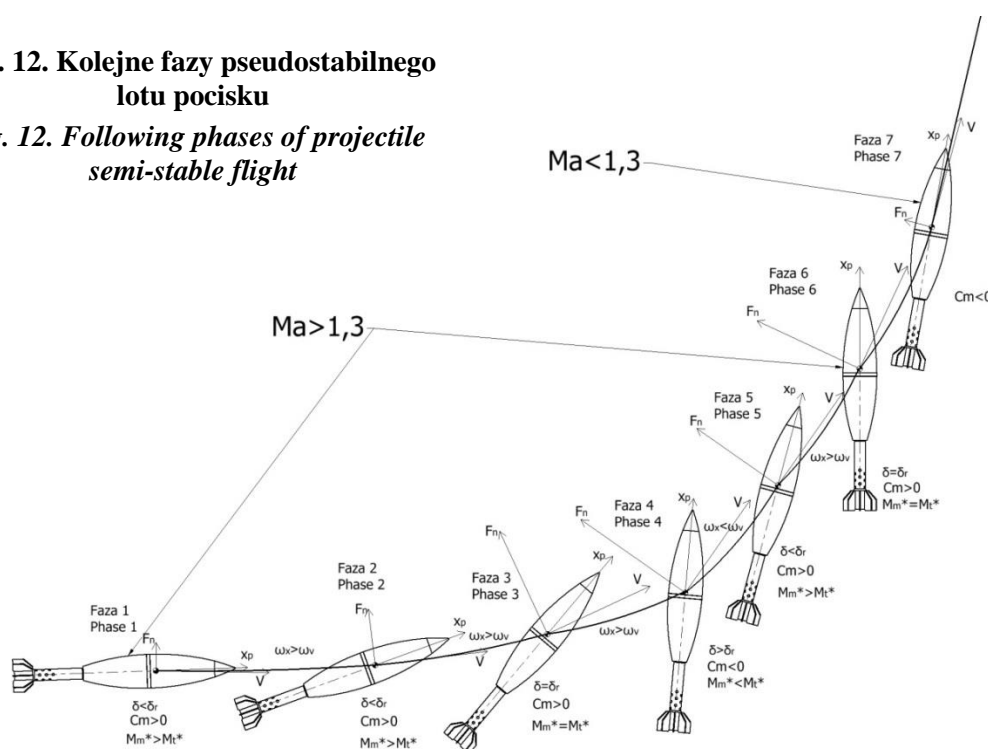 . 12. Kolejne fazy pseudostabilnego
lotu pocisku
. 12. Following phases of projectile
semi-stable flight
Ma<1,3
Ma>1,3
Faza 1
Phase 1
Fn
xp
V
δ<δr
Cm>0
Mm*>Mt*
ωx>ωv
Faza 2
Phase 2
Fn
xp
V
δ<δr
Cm>0
Mm*>Mt*
ωx>ωv
Faza 3
Phase 3
Fn
xp
V
δ=δr
Cm>0
Mm*=Mt*
ωx>ωv
Faza 4
Phase 4
Fn
xp
V
δ>δr
Cm<0
Mm*<Mt*
ωx<ωv
Faza 5
Phase 5
Fn
xp
V
δ<δr
Cm>0
Mm*>Mt*
ωx>ωv
Faza 6
Phase 6
Fn
xp
V
δ=δr
Cm>0
Mm*=Mt*
Faza 7
Phase 7
Fn
xp
V
Cm<0